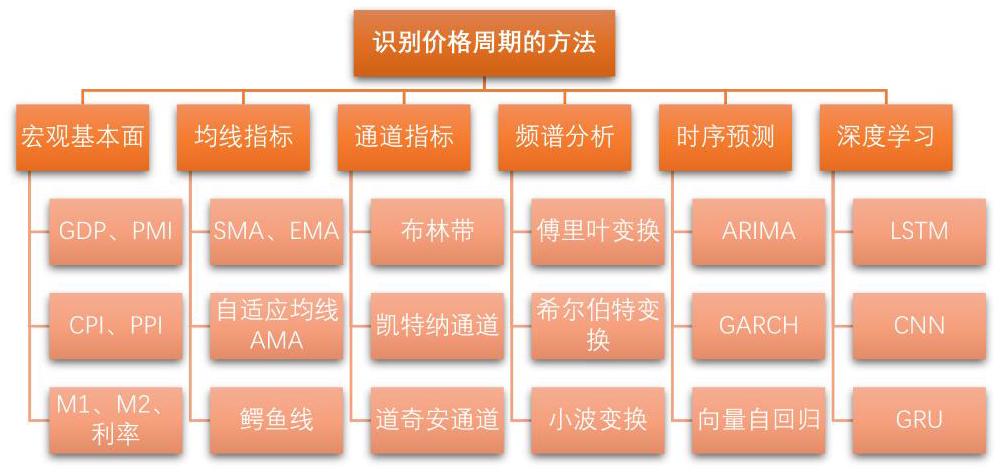 识别价格周期的方法
宏观基本面
均线指标
通道指标
频谱分析
时序预测
深度学习
GDP、PMI
SMA、EMA
布林带
傅里叶变换
ARIMA
LSTM
CPI、PPI
自适应均线
AMA
凯特纳通道
希尔伯特变
换
GARCH
CNN
M1、M2、
利率
鳄鱼线
道奇安通道
小波变换
向量自回归
GRU